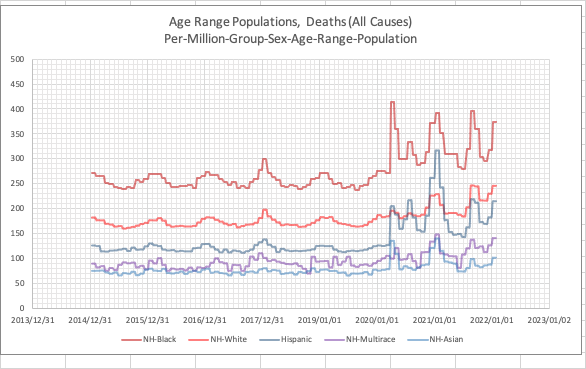 Age Range Populations, Deaths (All Causes)
Per-Million-Group-Sex-Age-Range-Population
500
450
400
350
300
250
200
150
100
50
0
2013/12/31 2014/12/31 2015/12/31 2016/12/31 2017/12/31 2019/01/01 2020/01/01 2021/01/01 2022/01/01 2023/01/02
NH-Black NH-White Hispanic NH-Multirace NH-Asian